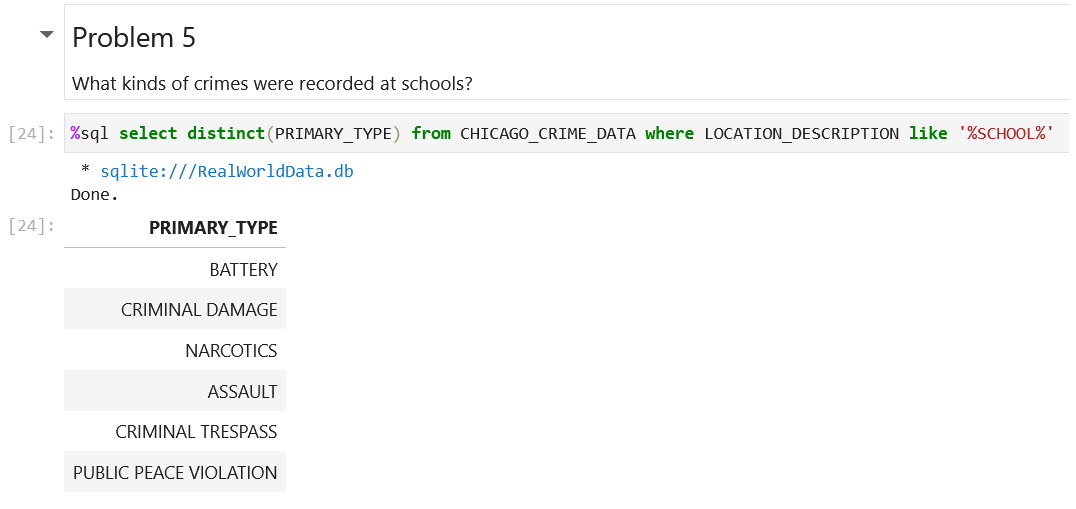 Problem 5
What kinds of crimes were recorded at schools?
[24]: %sql select distinct(PRIMARY_TYPE) from CHICAGO_CRIME_DATA where LOCATION_DESCRIPTION like '%SCHOOL%'
* sqlite:///RealWorldData.db
Done.
[24]: PRIMARY_TYPE
BATTERY
CRIMINAL DAMAGE
NARCOTICS
ASSAULT
CRIMINAL TRESPASS
PUBLIC PEACE VIOLATION